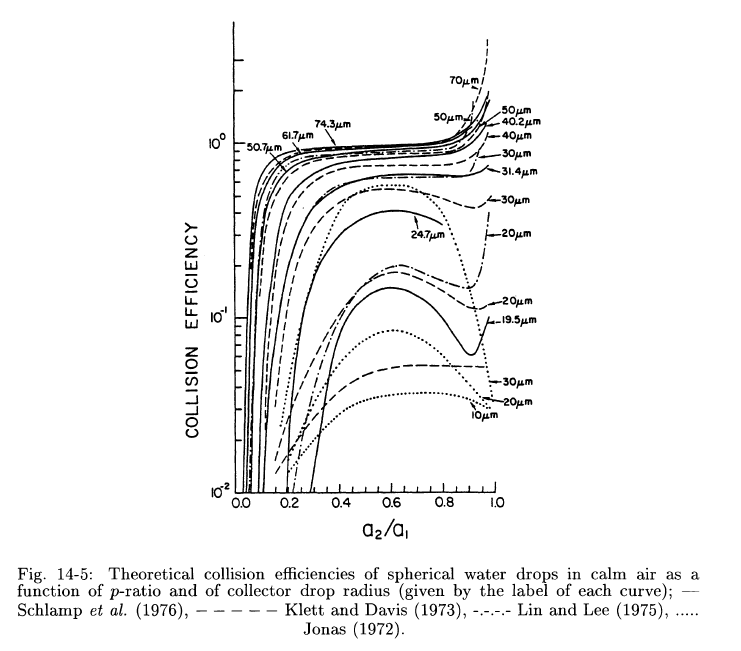 70μm
50μm
50μm
74.3μm
40.2μm
61.7μm
40μm
50.7μm
10⁰
30μm
31.4μm
30μm
24.7μm
20μm
COLLISION EFFICIENCY
20μm
10⁻¹
19.5μm
30μm
20μm
10μm
10⁻²
0.0 0.2 0.4 0.6 0.8 1.0
a₂/a₁
Fig. 14-5: Theoretical collision efficiencies of spherical water drops in calm air as a
function of p-ratio and of collector drop radius (given by the label of each curve); —
Schlamp et al. (1976), – – – – – Klett and Davis (1973), -.-.-.- Lin and Lee (1975), .....
Jonas (1972).